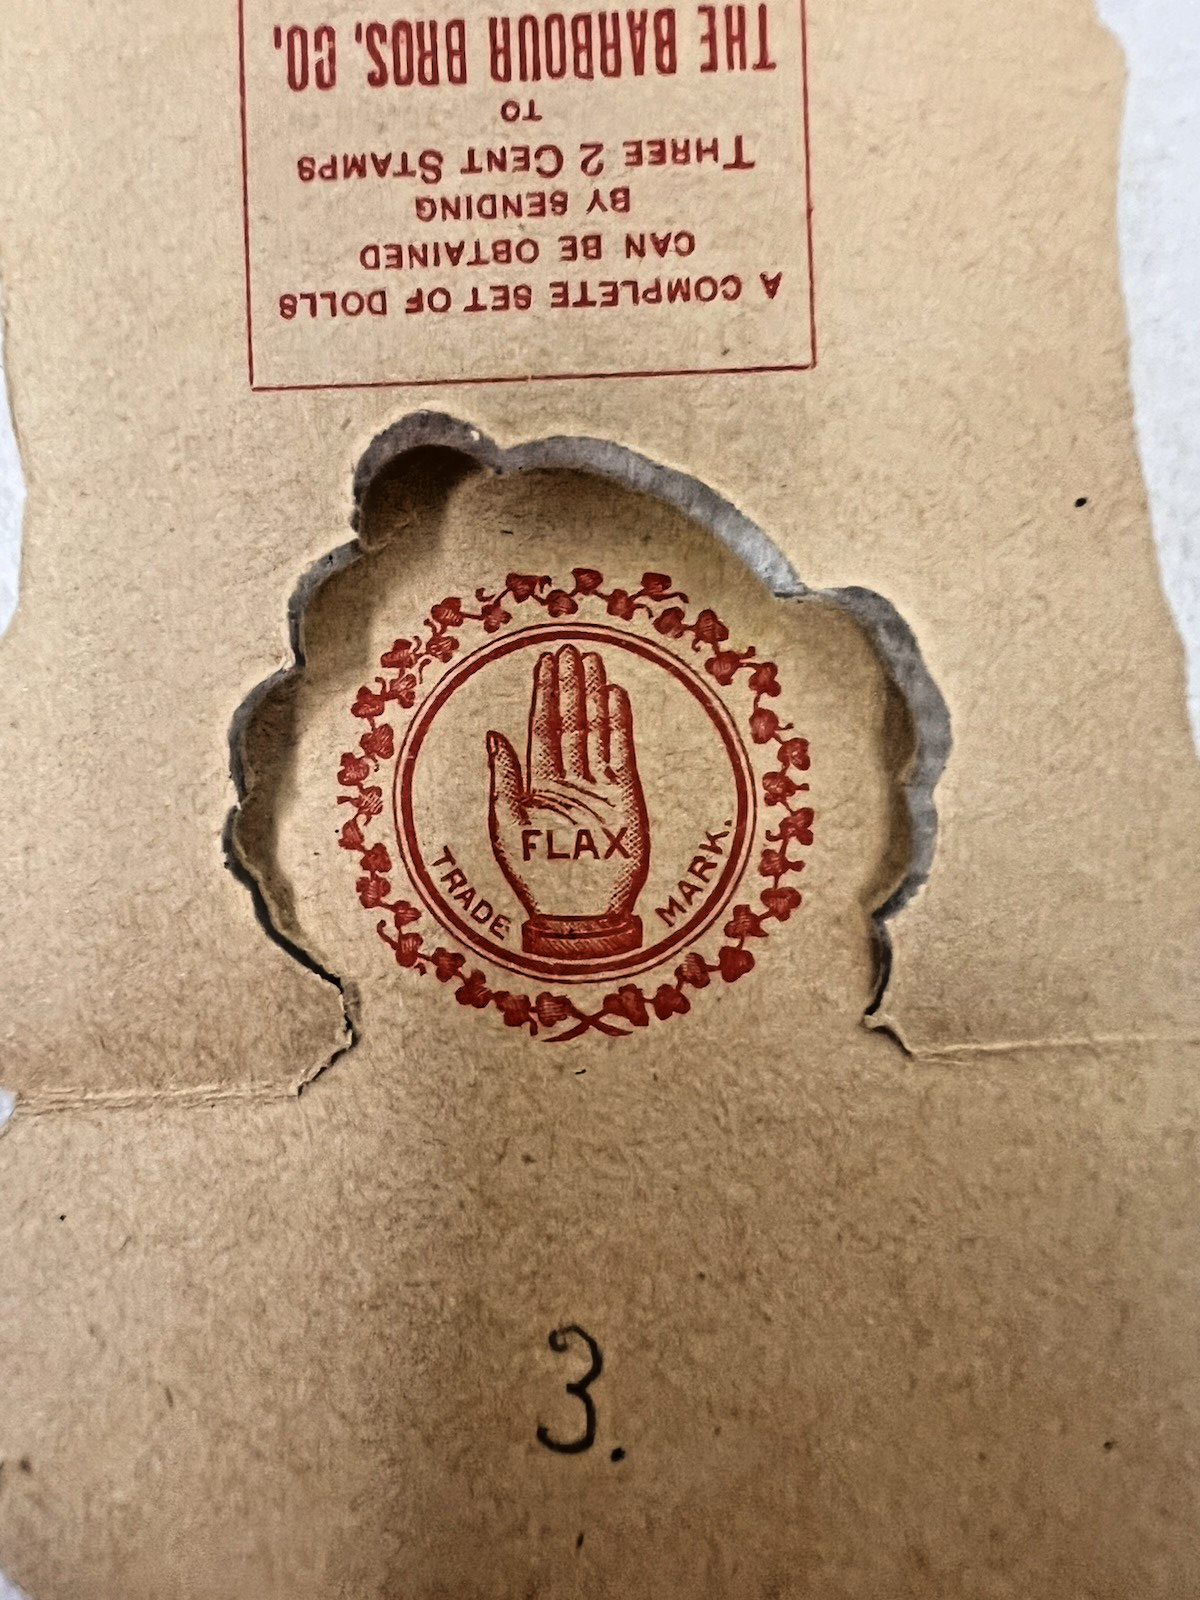 A COMPLETE SET OF DOLLS
CAN BE OBTAINED
BY SENDING
THREE 2 CENT STAMPS
TO
THE BARBOUR BROS. CO.
FLAX
TRADE MARK.
3.